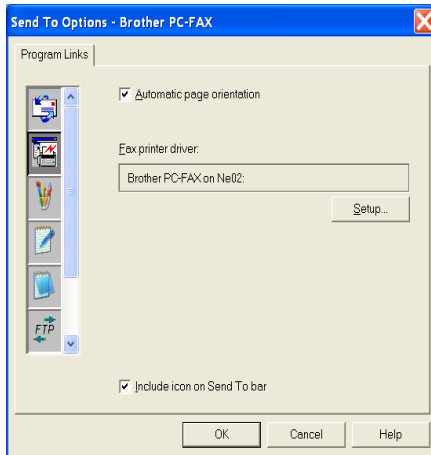 Send To Options - Brother PC-FAX
Program Links
Automatic page orientation
Fax printer driver:
Brother PC-FAX on Ne02:
Setup...
FTP
Include icon on Send To bar
OK Cancel Help